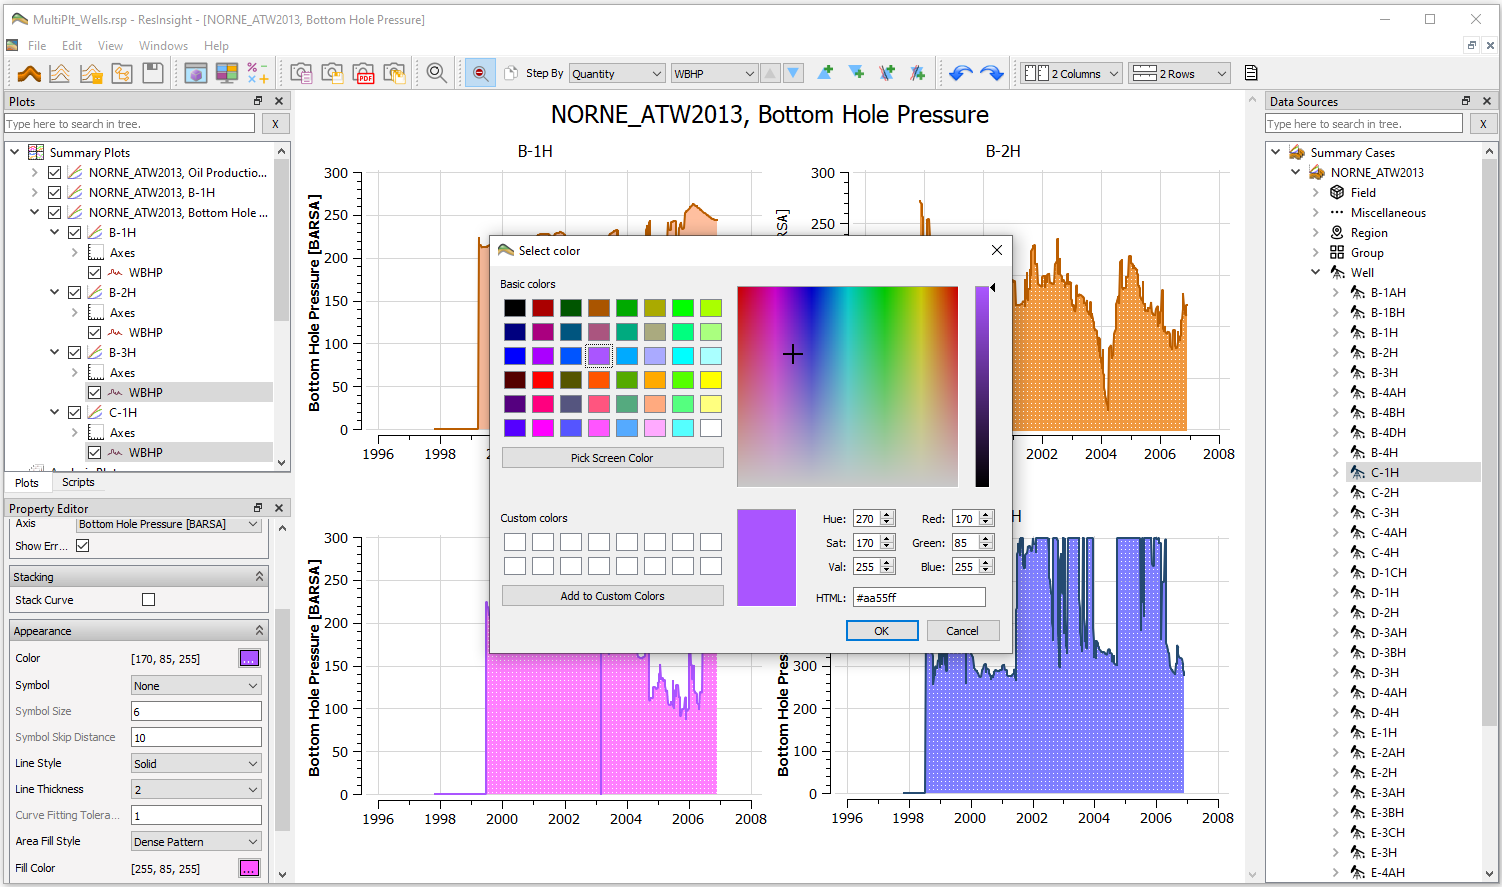 MultiPlt_Wells.rsp - ResInsight - [NORNE_ATW2013, Bottom Hole Pressure]
File Edit View Windows Help
PDF Step By Quantity WBHP 2 Columns 2 Rows
Plots
Type here to search in tree. X
Summary Plots
NORNE_ATW2013, Oil Productio...
NORNE_ATW2013, B-1H
NORNE_ATW2013, Bottom Hole ...
B-1H
Axes
WBHP
B-2H
Axes
WBHP
B-3H
Axes
WBHP
C-1H
Axes
WBHP
Plots Scripts
Property Editor
Axis Bottom Hole Pressure [BARSA]
Show Err...
Stacking
Stack Curve
Appearance
Color [170, 85, 255] ...
Symbol None
Symbol Size 6
Symbol Skip Distance 10
Line Style Solid
Line Thickness 2
Curve Fitting Tolera... 1
Area Fill Style Dense Pattern
Fill Color [255, 85, 255] ...
NORNE_ATW2013, Bottom Hole Pressure
B-1H
Bottom Hole Pressure [BARSA]
300
250
200
150
100
50
0
1996 1998
B-2H
300
250
2002 2004 2006 2008
Bottom Hole Pressure [BARSA]
300
250
200
150
100
50
0
1996 1998 2000 2002 2004 2006 2008
300
200
100
0
1996 1998 2000 2002 2004 2006 2008
Select color
Basic colors
Pick Screen Color
Custom colors
Add to Custom Colors
Hue: 270 Red: 170
Sat: 170 Green: 85
Val: 255 Blue: 255
HTML: #aa55ff
OK Cancel
Data Sources
Type here to search in tree. X
Summary Cases
NORNE_ATW2013
Field
Miscellaneous
Region
Group
Well
B-1AH
B-1BH
B-1H
B-2H
B-3H
B-4AH
B-4BH
B-4DH
B-4H
C-1H
C-2H
C-3H
C-4AH
C-4H
D-1CH
D-1H
D-2H
D-3AH
D-3BH
D-3H
D-4AH
D-4H
E-1H
E-2AH
E-2H
E-3AH
E-3BH
E-3CH
E-3H
E-4AH